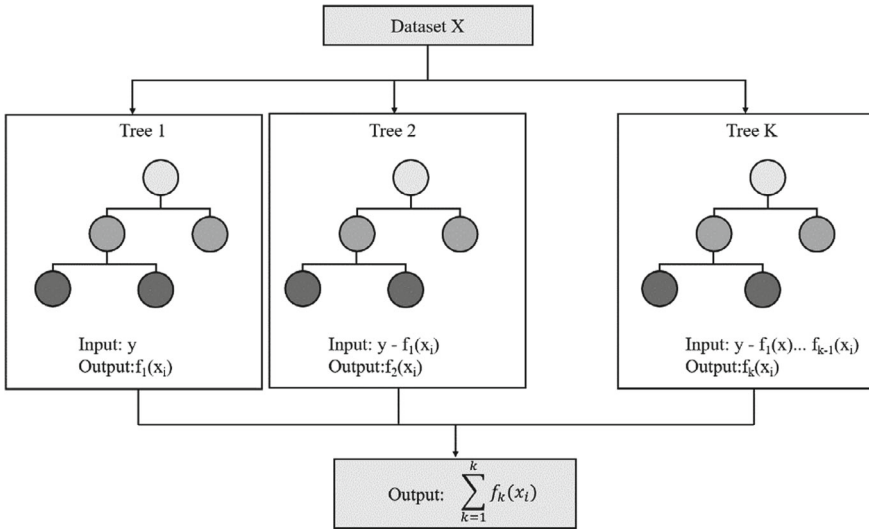 Dataset X
Tree 1
Input: y
Output:f₁(xᵢ)
Tree 2
Input: y - f₁(xᵢ)
Output:f₂(xᵢ)
Tree K
Input: y - f₁(x)... fₖ₋₁(xᵢ)
Output:fₖ(xᵢ)
Output: ∑ₖ₌₁ᵏ fₖ(xᵢ)